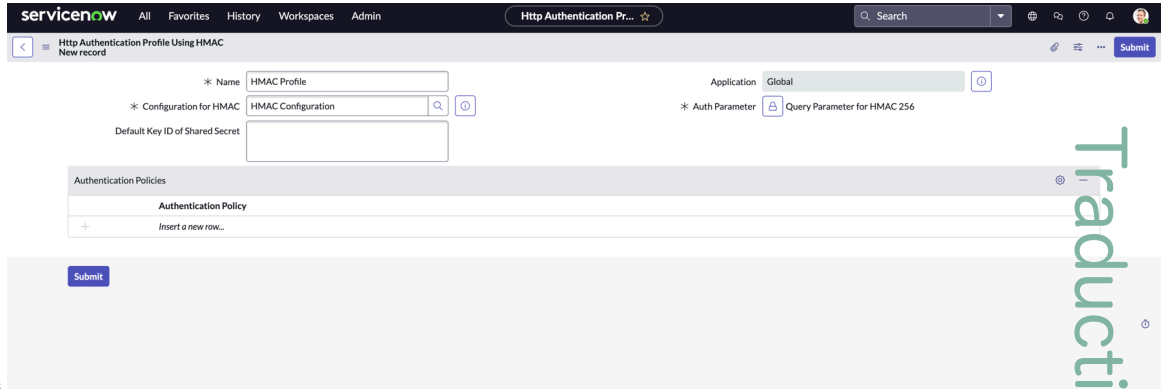 servicenow All Favorites History Workspaces Admin Http Authentication Pr... Search
Http Authentication Profile Using HMAC
New record
Submit
Name HMAC Profile Application Global
Configuration for HMAC HMAC Configuration Auth Parameter Query Parameter for HMAC 256
Default Key ID of Shared Secret
Authentication Policies
Authentication Policy
Insert a new row...
Submit
Traducti